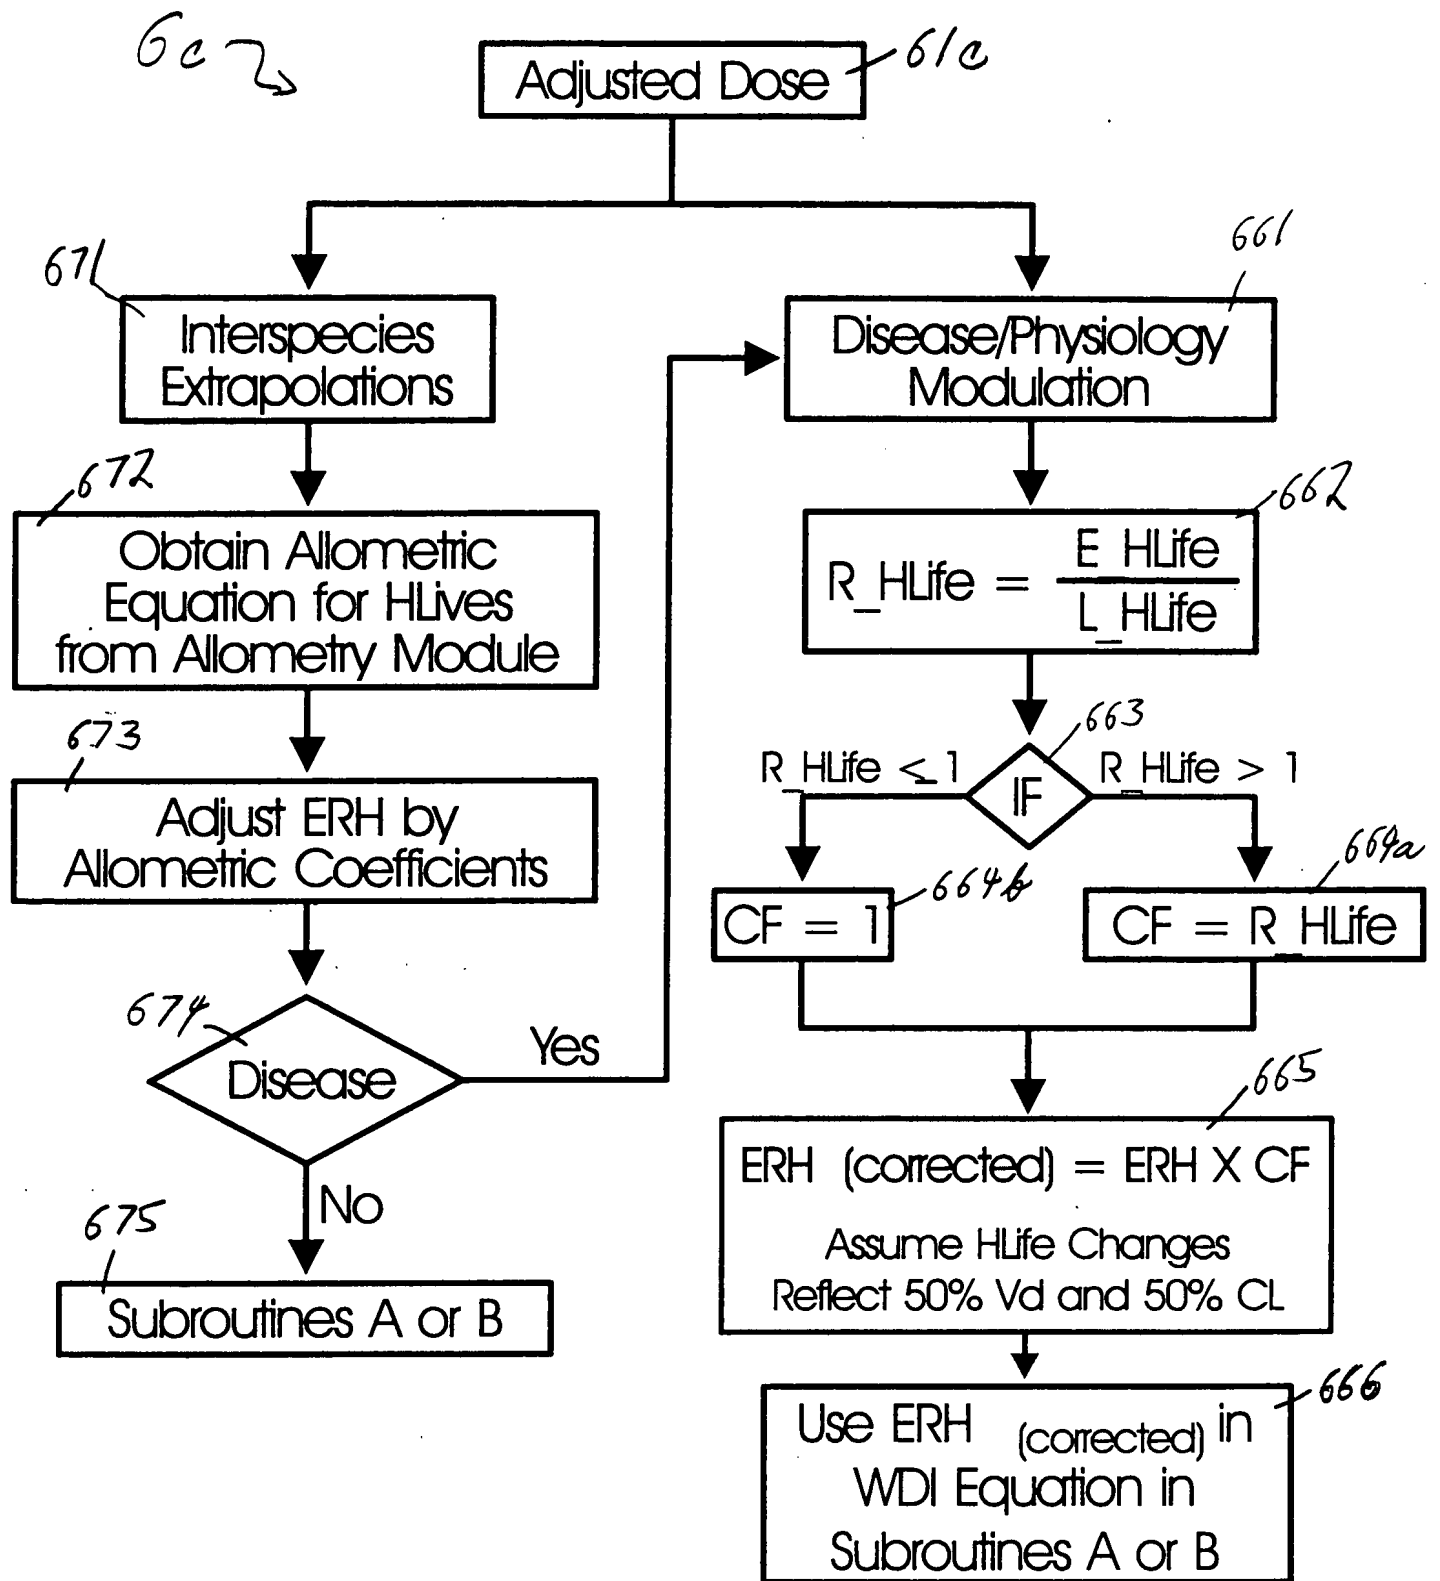 6c
Adjusted Dose
61c
671
Interspecies
Extrapolations
672
Obtain Allometric
Equation for HLives
from Allometry Module
673
Adjust ERH by
Allometric Coefficients
674
Disease
Yes
No
675
Subroutines A or B
661
Disease/Physiology
Modulation
662
R_HLife = E HLife
L_HLife
663
R_HLife ≤ 1
IF
R_HLife > 1
664b
CF = 1
664a
CF = R_HLife
665
ERH (corrected) = ERH X CF
Assume HLife Changes
Reflect 50% Vd and 50% CL
666
Use ERH (corrected) in
WDI Equation in
Subroutines A or B